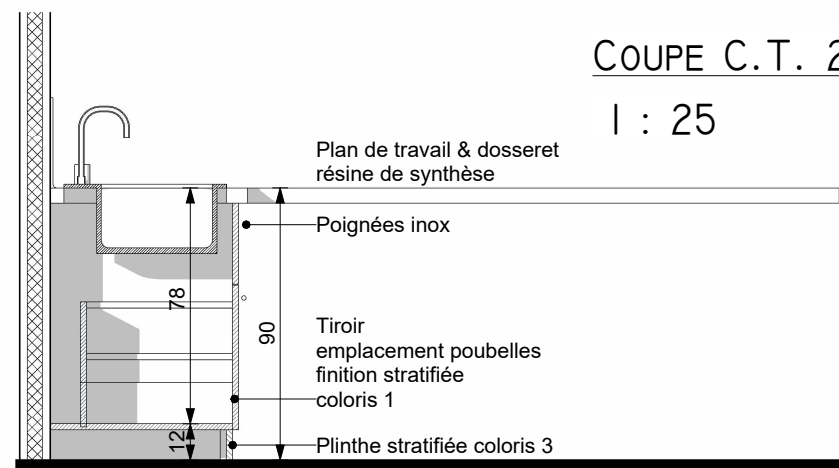 COUPE C.T. 2
1 : 25
Plan de travail & dosseret
résine de synthèse
Poignées inox
78
90
Tiroir
emplacement poubelles
finition stratifiée
coloris 1
12
Plinthe stratifiée coloris 3